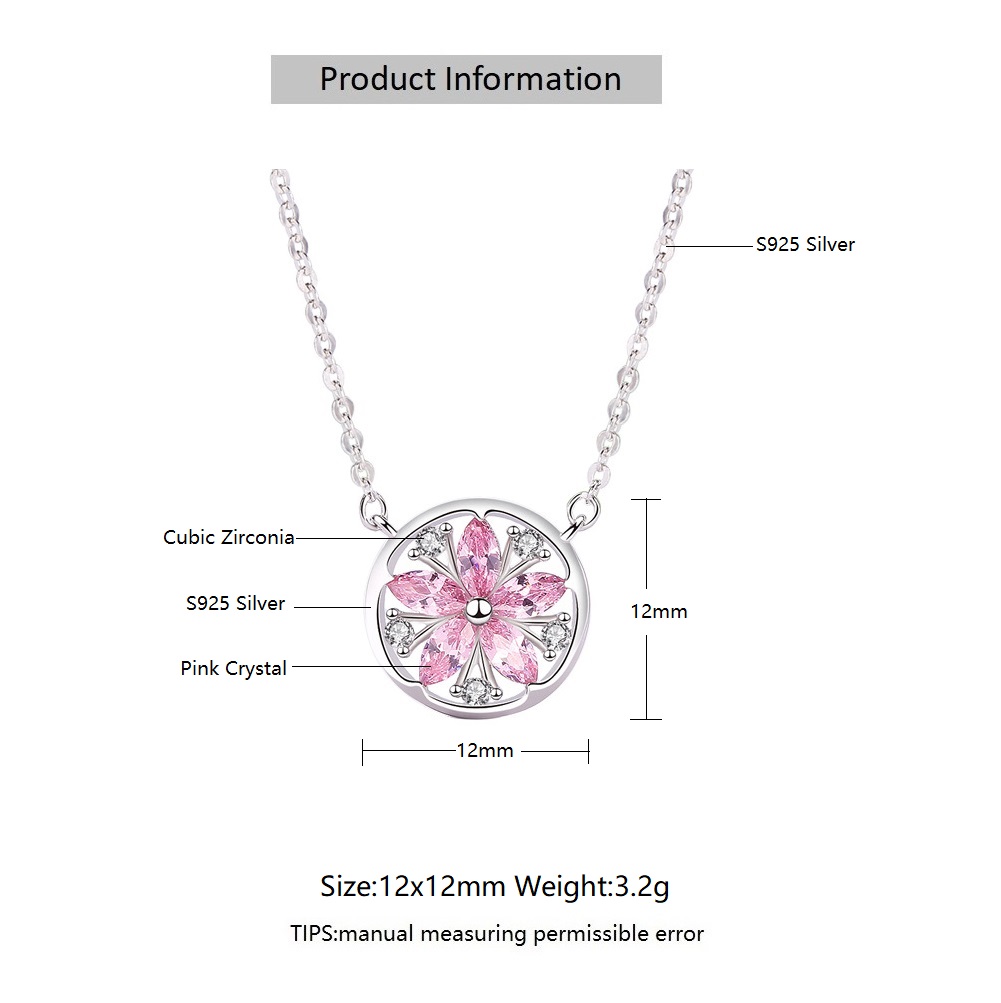 Product Information
S925 Silver
Cubic Zirconia
S925 Silver
12mm
Pink Crystal
12mm
Size:12x12mm Weight:3.2g
TIPS:manual measuring permissible error